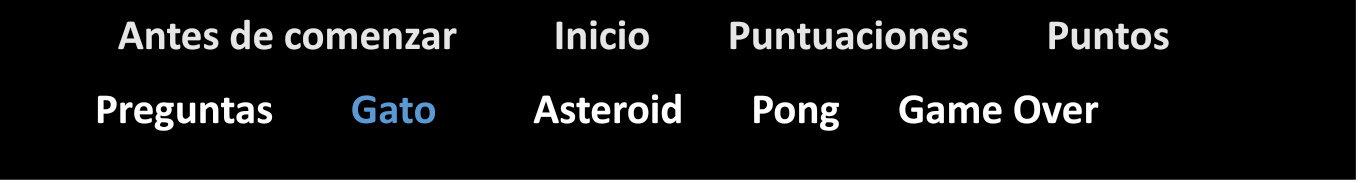 Antes de comenzar Inicio Puntuaciones Puntos
Preguntas Gato Asteroid Pong Game Over